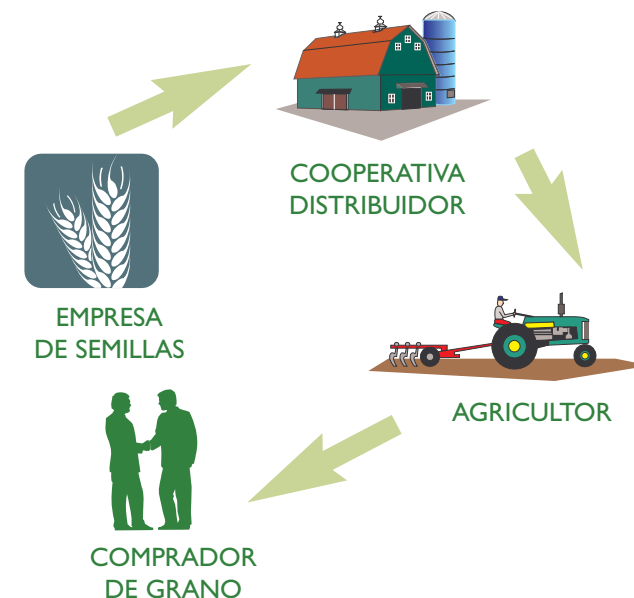 COOPERATIVA
DISTRIBUIDOR
EMPRESA
DE SEMILLAS
AGRICULTOR
COMPRADOR
DE GRANO